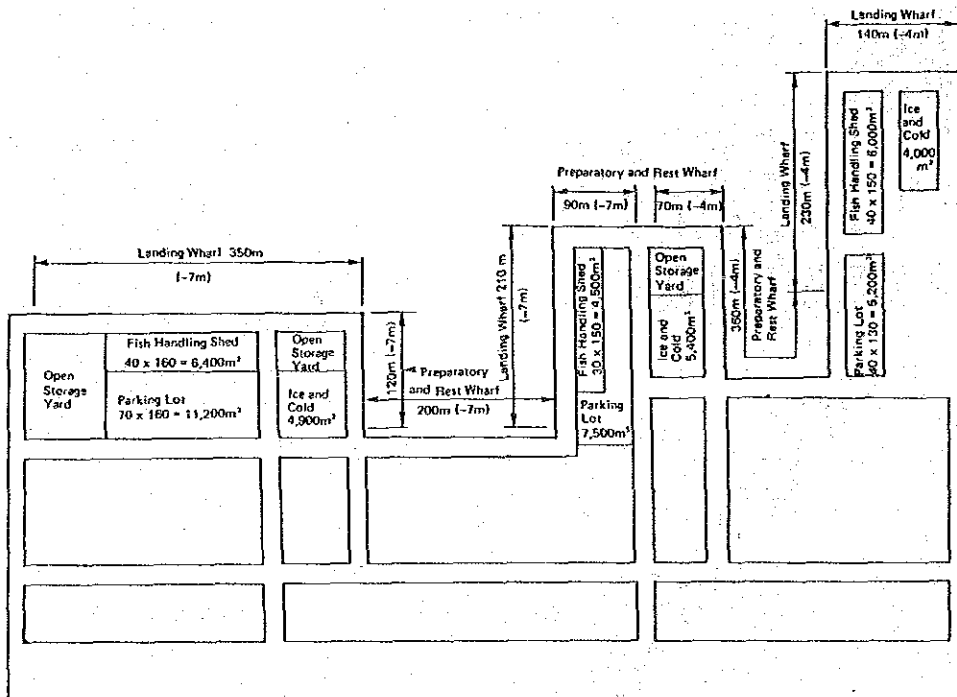 Landing Wharf
140m (-4m)
Landing Wharf
230m (-4m)
Fish Handling Shed
40 x 150 = 6,000m²
Ice
and
Cold
4,000
m²
Preparatory and Rest Wharf
90m (-7m)
70m (-4m)
Landing Wharf 350m
(-7m)
Landing Wharf 210 m
(-7m)
Fish Handling Shed
30 x 150 = 4,500m²
Open
Storage
Yard
Ice and
Cold
5,400m²
360m (-4m)
Preparatory and
Rest Wharf
Parking Lot
40 x 130 = 5,200m²
Open
Storage
Yard
Fish Handling Shed
40 x 160 = 6,400m²
Parking Lot
70 x 160 = 11,200m²
Open
Storage
Yard
Ice and
Cold
4,900m²
120m (-7m)
Preparatory
and Rest Wharf
200m (-7m)
Parking
Lot
7,500m²